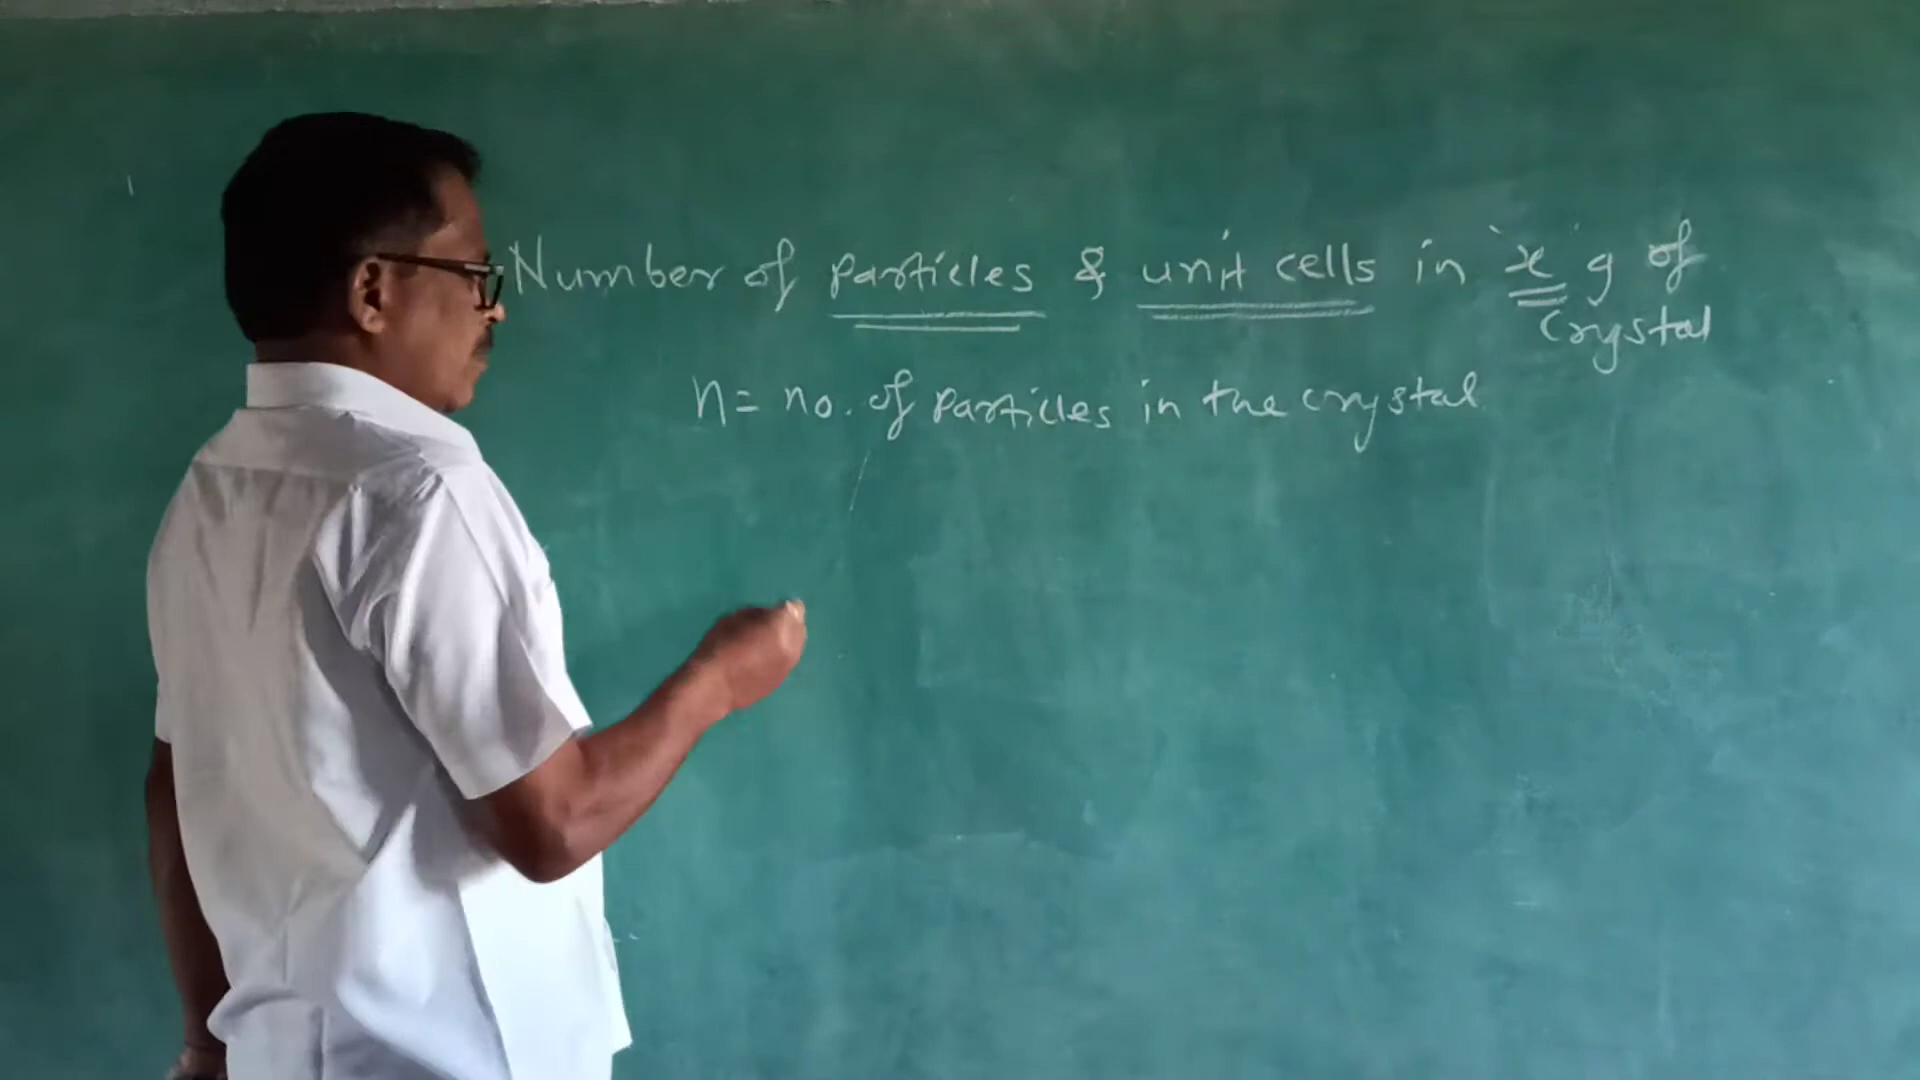 Number of particles & unit cells in 'x' g of
crystal
n = no. of particles in the crystal